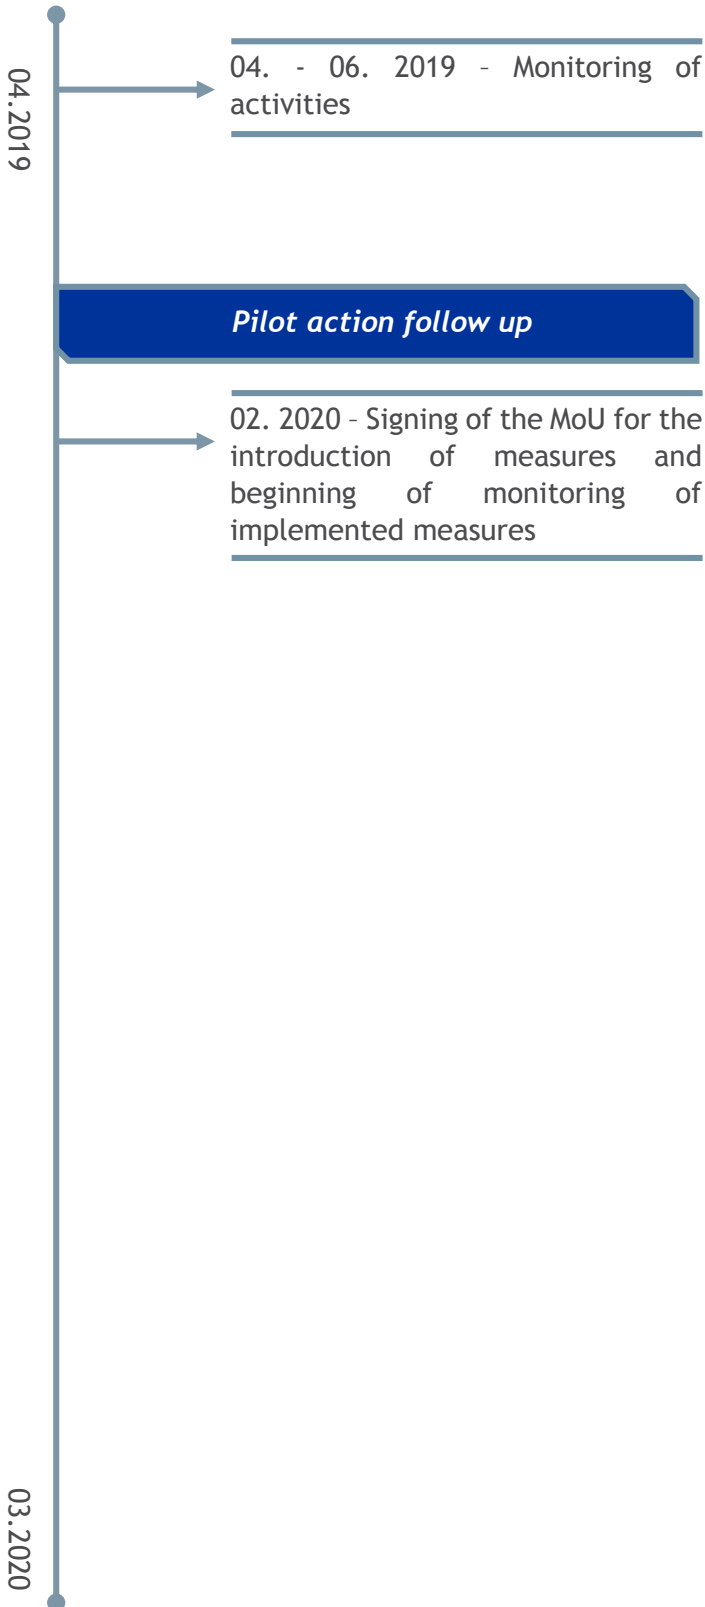 04.2019
04. - 06. 2019 – Monitoring of
activities
Pilot action follow up
02. 2020 – Signing of the MoU for the
introduction of measures and
beginning of monitoring of
implemented measures
03.2020